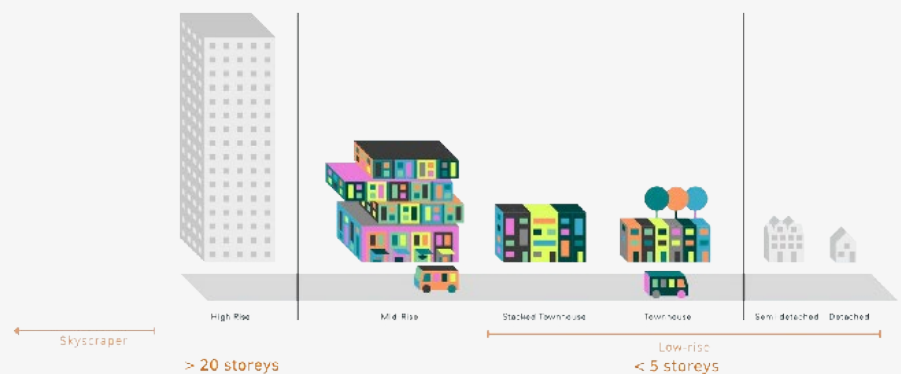 High Rise
Mid-Rise
Stacked Townhouse
Townhouse
Semi-detached
Detached
Skyscraper
Low-rise
> 20 storeys
< 5 storeys